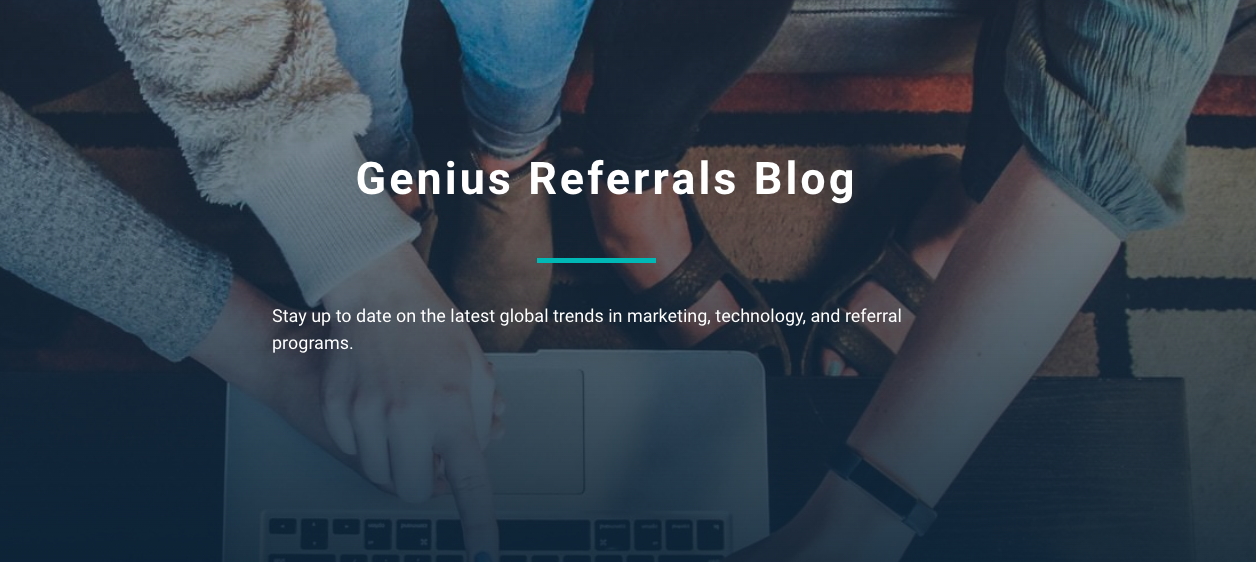 Genius Referrals Blog
Stay up to date on the latest global trends in marketing, technology, and referral
programs.